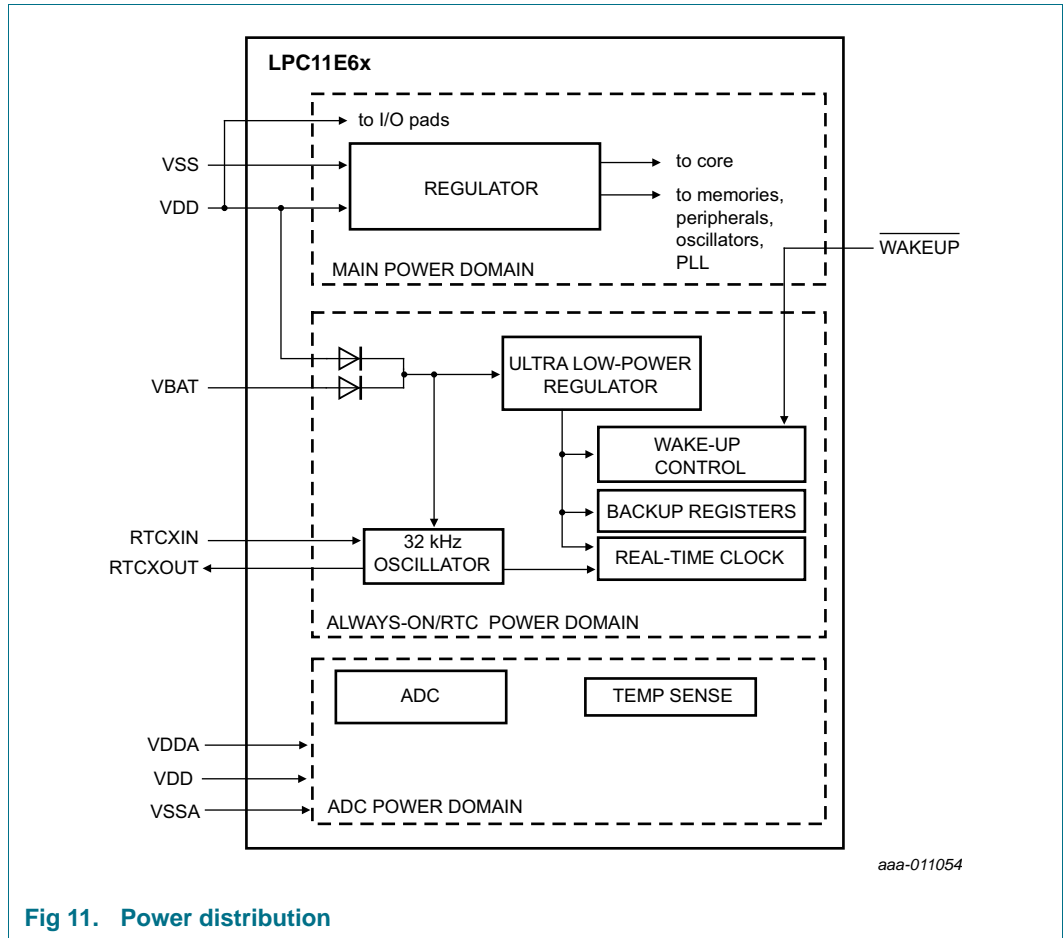 LPC11E6x
to I/O pads
VSS
VDD
REGULATOR
to core
to memories,
peripherals,
oscillators,
PLL
MAIN POWER DOMAIN
WAKEUP
VBAT
ULTRA LOW-POWER
REGULATOR
WAKE-UP
CONTROL
BACKUP REGISTERS
REAL-TIME CLOCK
RTCXIN
RTCXOUT
32 kHz
OSCILLATOR
ALWAYS-ON/RTC POWER DOMAIN
ADC
TEMP SENSE
VDDA
VDD
VSSA
ADC POWER DOMAIN
aaa-011054
Fig 11. Power distribution